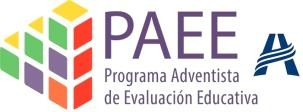 PAEE
Programa Adventista
de Evaluación Educativa